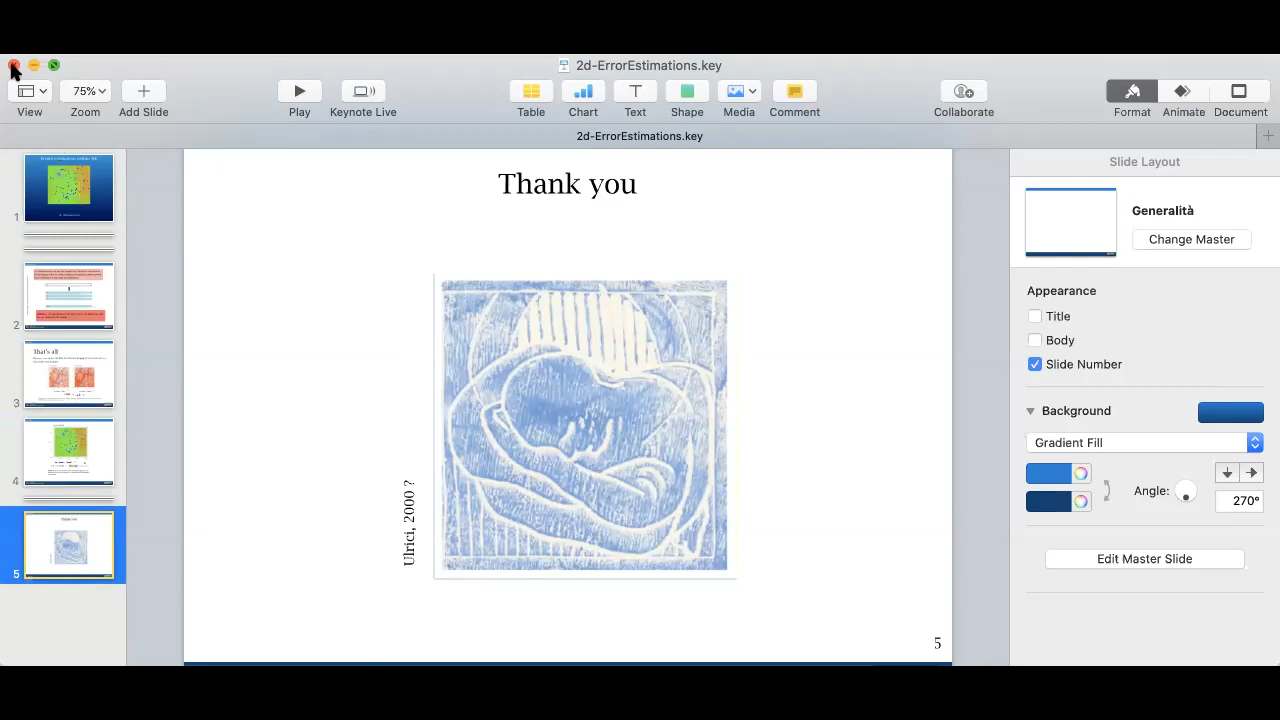 2d-ErrorEstimations.key
75%
View
Zoom
Add Slide
Play
Keynote Live
Table
Chart
Text
Shape
Media
Comment
Collaborate
Format
Animate
Document
2d-ErrorEstimations.key
1
2
That's all
3
4
Thank you
5
Thank you
Ulrici, 2000 ?
5
Slide Layout
Generalità
Change Master
Appearance
Title
Body
Slide Number
Background
Gradient Fill
Angle:
270°
Edit Master Slide